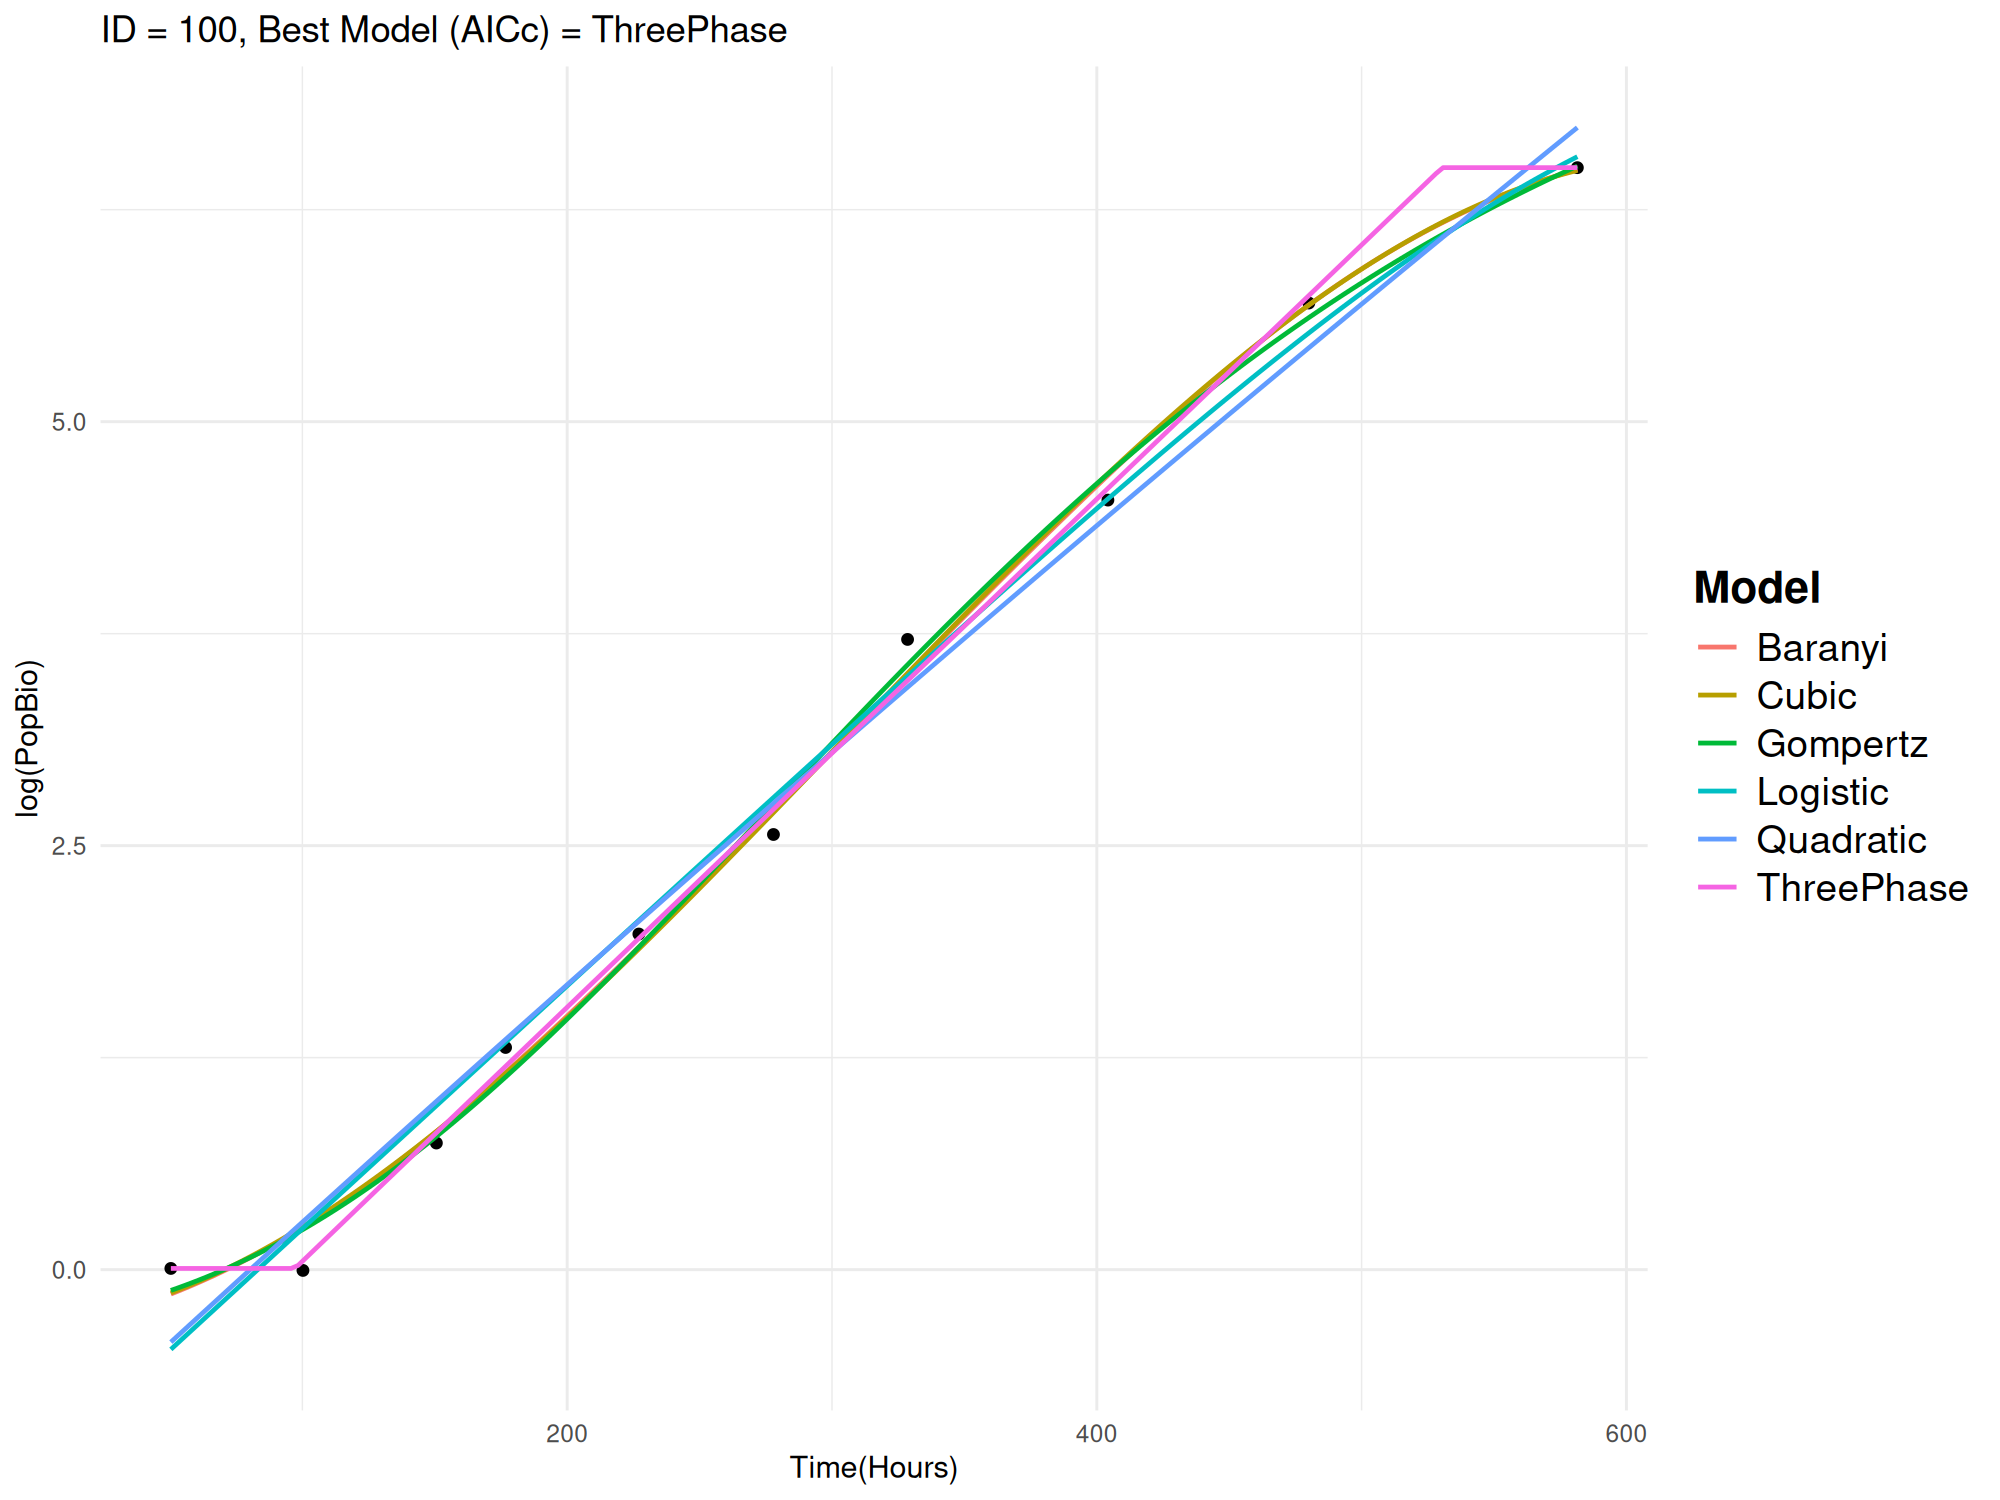 ID = 100, Best Model (AICc) = ThreePhase
log(PopBio)
5.0
2.5
0.0
200
400
600
Time(Hours)
Model
Baranyi
Cubic
Gompertz
Logistic
Quadratic
ThreePhase